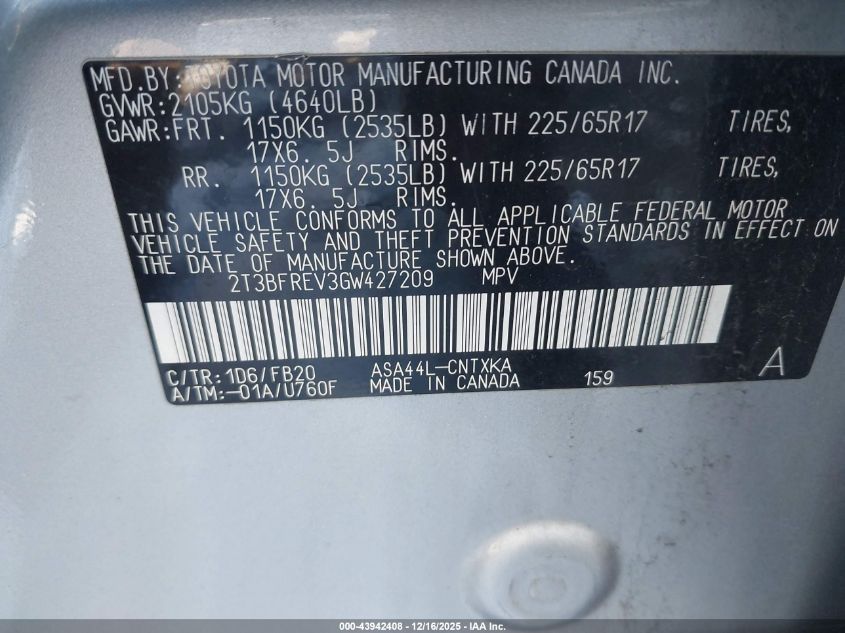 MFD. BY: TOYOTA MOTOR MANUFACTURING CANADA INC.
GVWR: 2105KG (4640LB)
GAWR: FRT. 1150KG (2535LB) WITH 225/65R17 TIRES,
17X6. 5J RIMS.
RR. 1150KG (2535LB) WITH 225/65R17 TIRES,
17X6. 5J RIMS.
THIS VEHICLE CONFORMS TO ALL APPLICABLE FEDERAL MOTOR
VEHICLE SAFETY AND THEFT PREVENTION STANDARDS IN EFFECT ON
THE DATE OF MANUFACTURE SHOWN ABOVE.
2T3BFREV3GW427209 MPV
C/TR: 1D6/FB20 ASA44L-CNTXKA
A/TM: -01A/U760F MADE IN CANADA 159 A
000-43942408 - 12/16/2025 - IAA Inc.